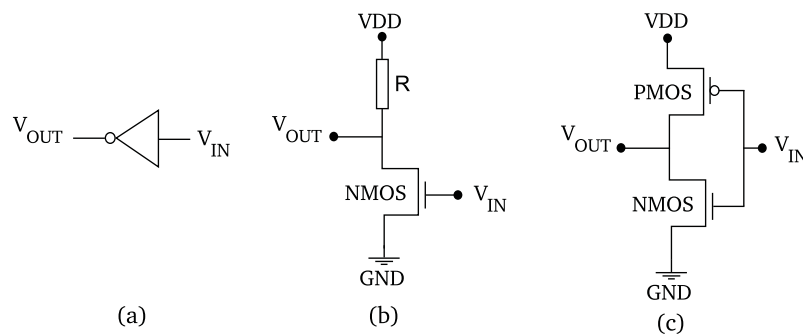 V_OUT
V_IN
(a)
VDD
R
V_OUT
NMOS
V_IN
GND
(b)
VDD
PMOS
V_OUT
V_IN
NMOS
GND
(c)